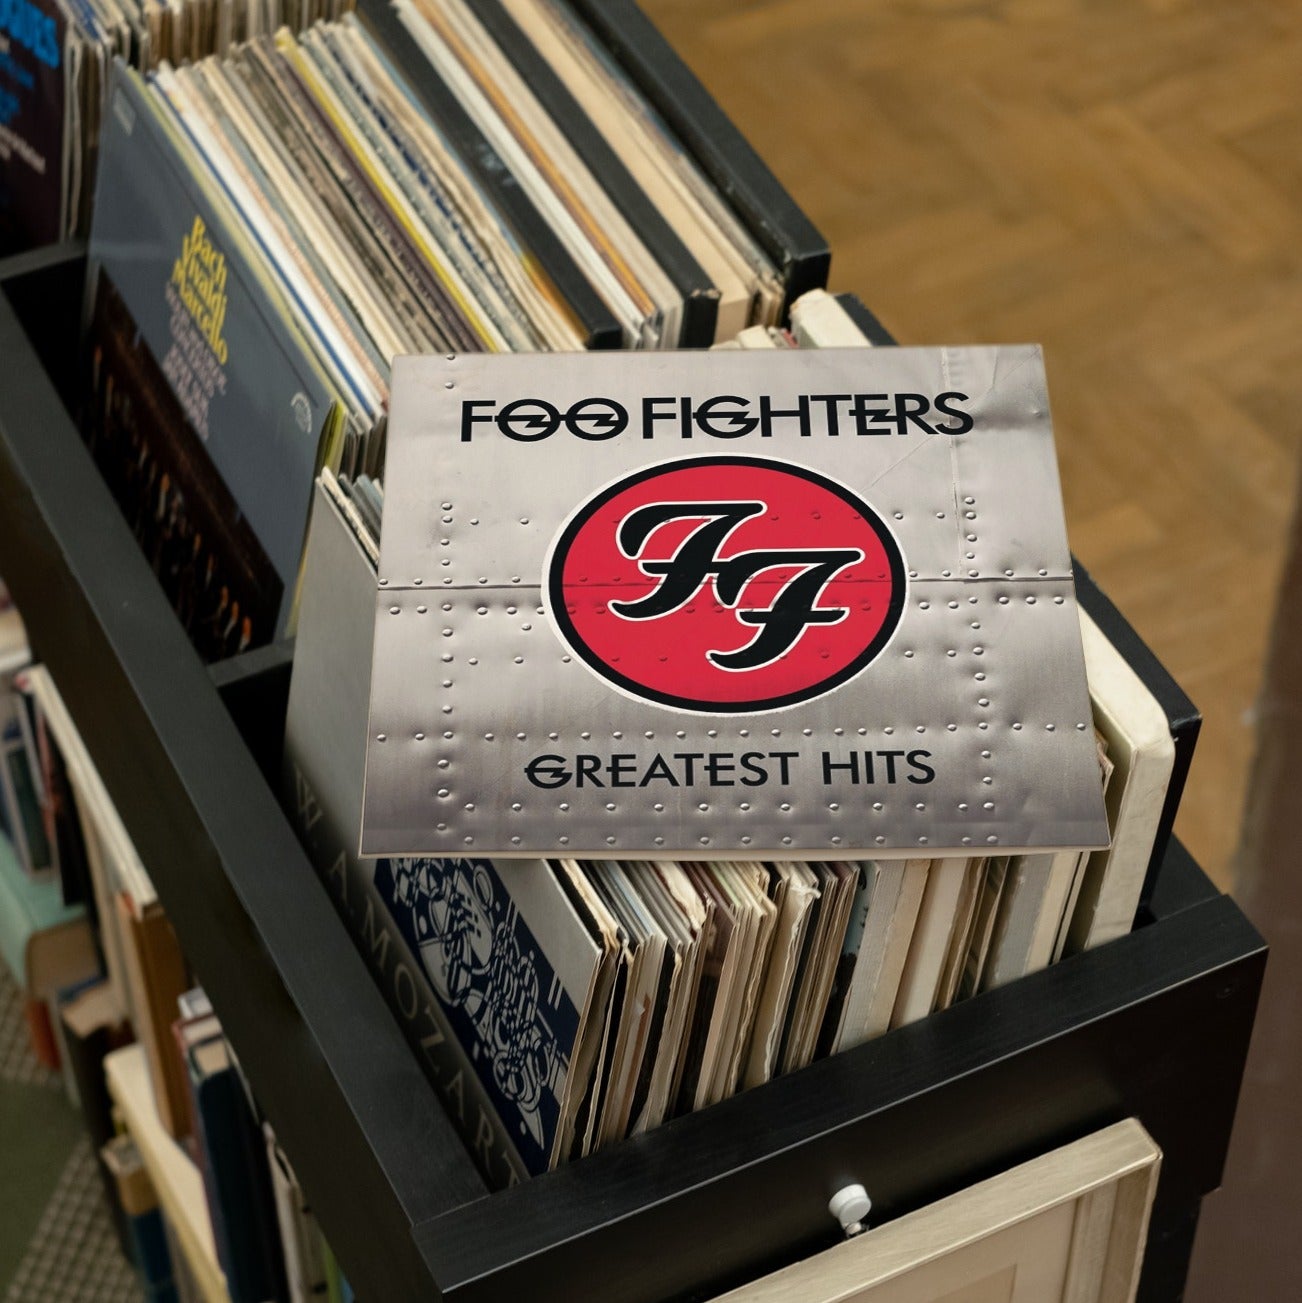 FOO FIGHTERS
FF
GREATEST HITS
Bach
Vivaldi
Marcello
W. A. MOZART